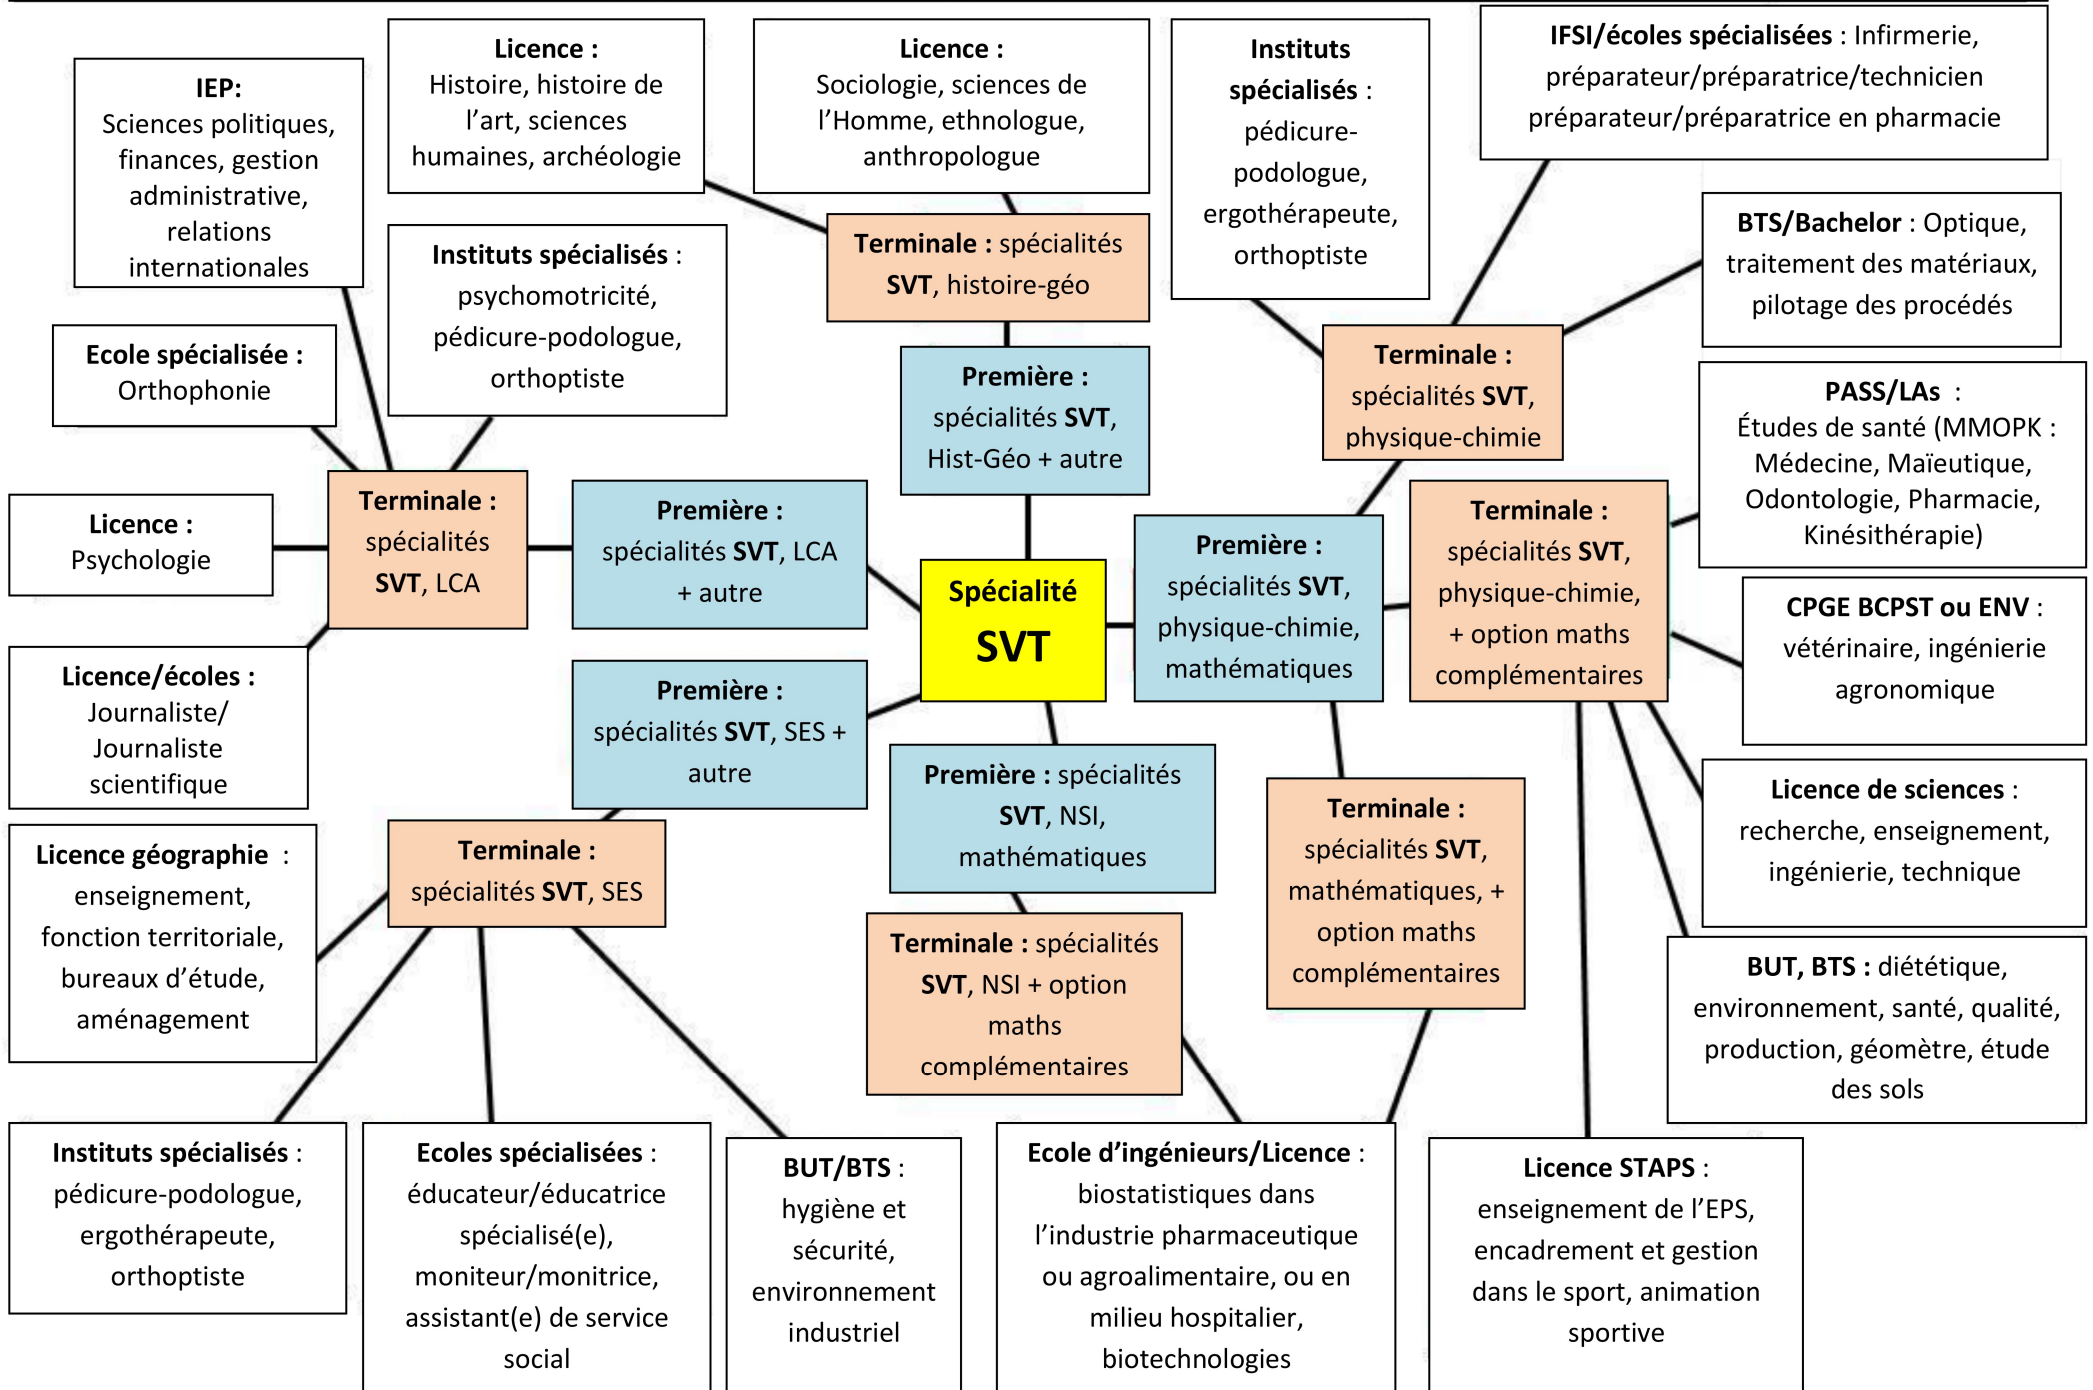 IEP:
Sciences politiques,
finances, gestion
administrative,
relations
internationales
Licence :
Histoire, histoire de
l’art, sciences
humaines, archéologie
Licence :
Sociologie, sciences de
l’Homme, ethnologue,
anthropologue
Instituts
spécialisés :
pédicure-
podologue,
ergothérapeute,
orthoptiste
IFSI/écoles spécialisées : Infirmerie,
préparateur/préparatrice/technicien
préparateur/préparatrice en pharmacie
BTS/Bachelor : Optique,
traitement des matériaux,
pilotage des procédés
Ecole spécialisée :
Orthophonie
Instituts spécialisés :
psychomotricité,
pédicure-podologue,
orthoptiste
Terminale : spécialités
SVT, histoire-géo
Première :
spécialités SVT,
Hist-Géo + autre
Terminale :
spécialités SVT,
physique-chimie
PASS/LAs :
Études de santé (MMOPK :
Médecine, Maïeutique,
Odontologie, Pharmacie,
Kinésithérapie)
Licence :
Psychologie
Terminale :
spécialités
SVT, LCA
Première :
spécialités SVT, LCA
+ autre
Spécialité
SVT
Première :
spécialités SVT,
physique-chimie,
mathématiques
Terminale :
spécialités SVT,
physique-chimie,
+ option maths
complémentaires
CPGE BCPST ou ENV :
vétérinaire, ingénierie
agronomique
Licence/écoles :
Journaliste/
Journaliste
scientifique
Première :
spécialités SVT, SES +
autre
Première : spécialités
SVT, NSI,
mathématiques
Terminale :
spécialités SVT,
mathématiques, +
option maths
complémentaires
Licence de sciences :
recherche, enseignement,
ingénierie, technique
Licence géographie :
enseignement,
fonction territoriale,
bureaux d’étude,
aménagement
Terminale :
spécialités SVT, SES
Terminale : spécialités
SVT, NSI + option
maths
complémentaires
BUT, BTS : diététique,
environnement, santé, qualité,
production, géomètre, étude
des sols
Instituts spécialisés :
pédicure-podologue,
ergothérapeute,
orthoptiste
Ecoles spécialisées :
éducateur/éducatrice
spécialisé(e),
moniteur/monitrice,
assistant(e) de service
social
BUT/BTS :
hygiène et
sécurité,
environnement
industriel
Ecole d’ingénieurs/Licence :
biostatistiques dans
l’industrie pharmaceutique
ou agroalimentaire, ou en
milieu hospitalier,
biotechnologies
Licence STAPS :
enseignement de l’EPS,
encadrement et gestion
dans le sport, animation
sportive